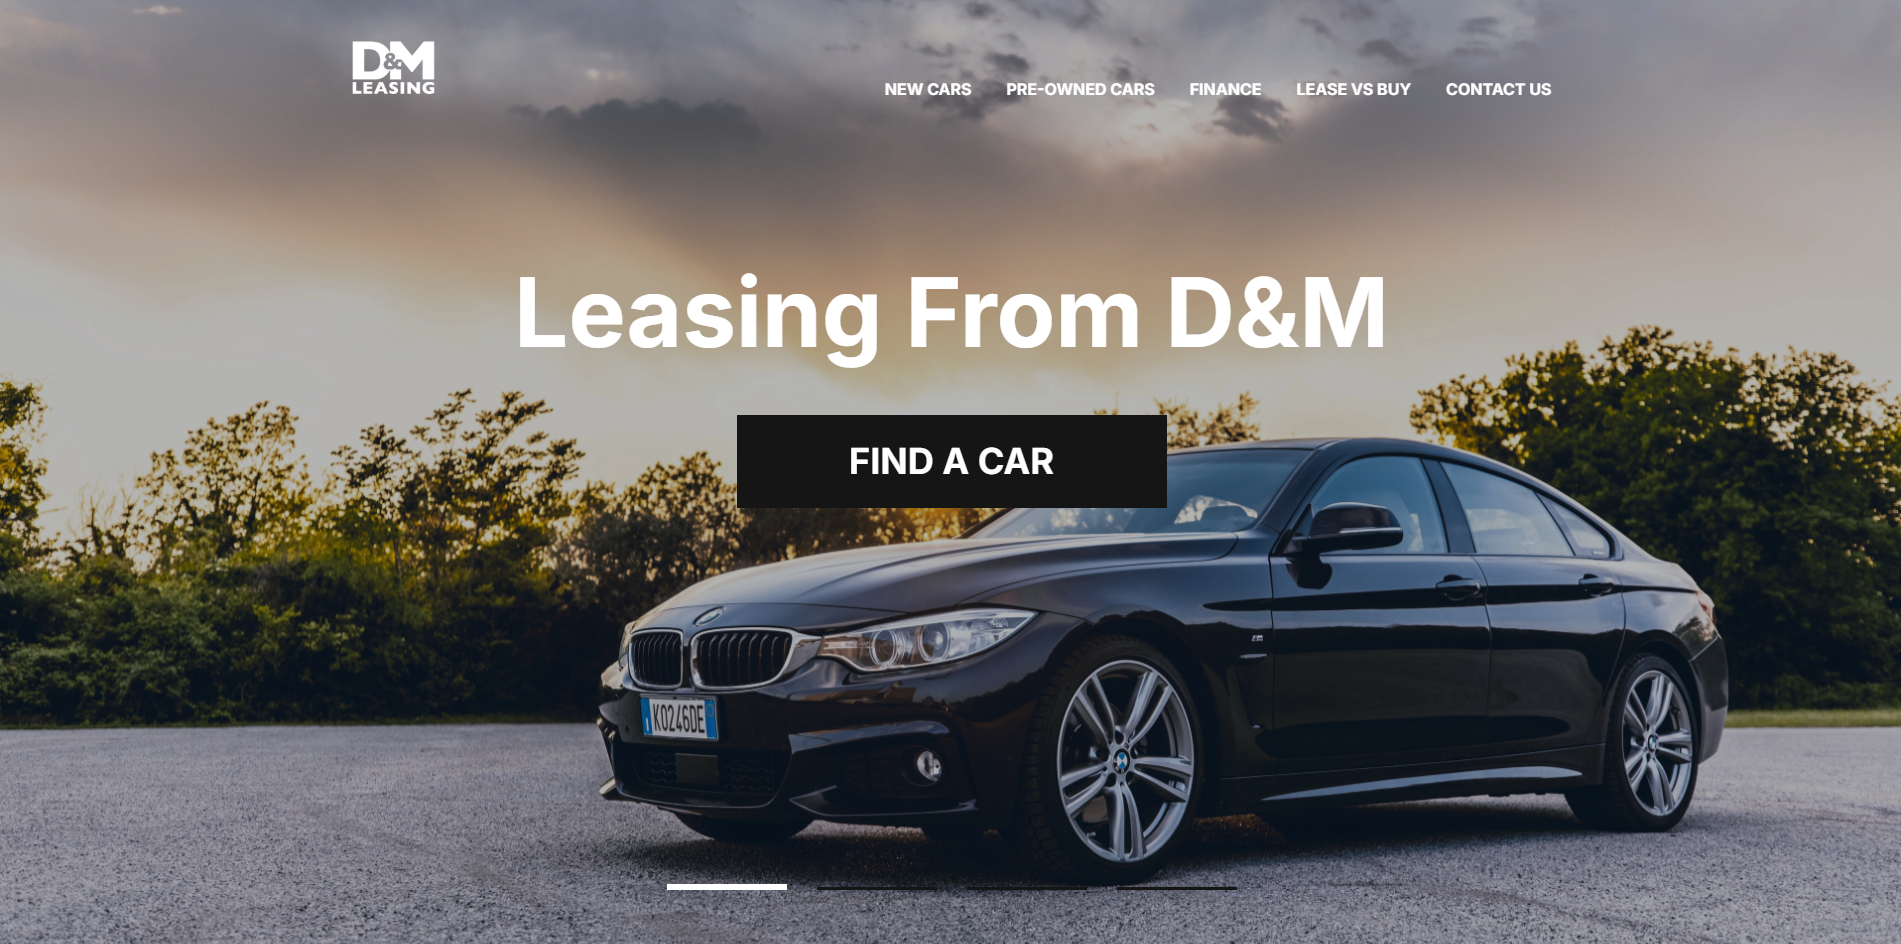 D&M
LEASING
NEW CARS PRE-OWNED CARS FINANCE LEASE VS BUY CONTACT US
Leasing From D&M
FIND A CAR
KO246DE